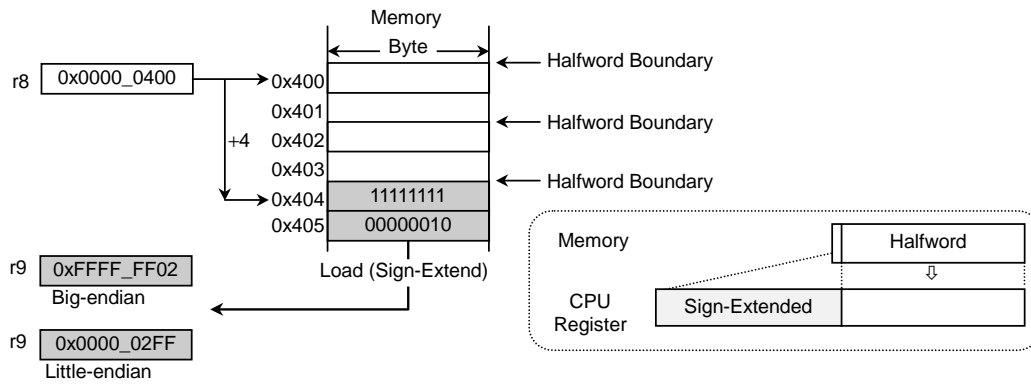 Memory
Byte
Halfword Boundary
r8 0x0000_0400 0x400
0x401
Halfword Boundary
+4 0x402
0x403
Halfword Boundary
0x404 11111111
0x405 00000010
Load (Sign-Extend)
r9 0xFFFF_FF02
Big-endian
r9 0x0000_02FF
Little-endian
Memory Halfword
⇩
CPU
Register
Sign-Extended